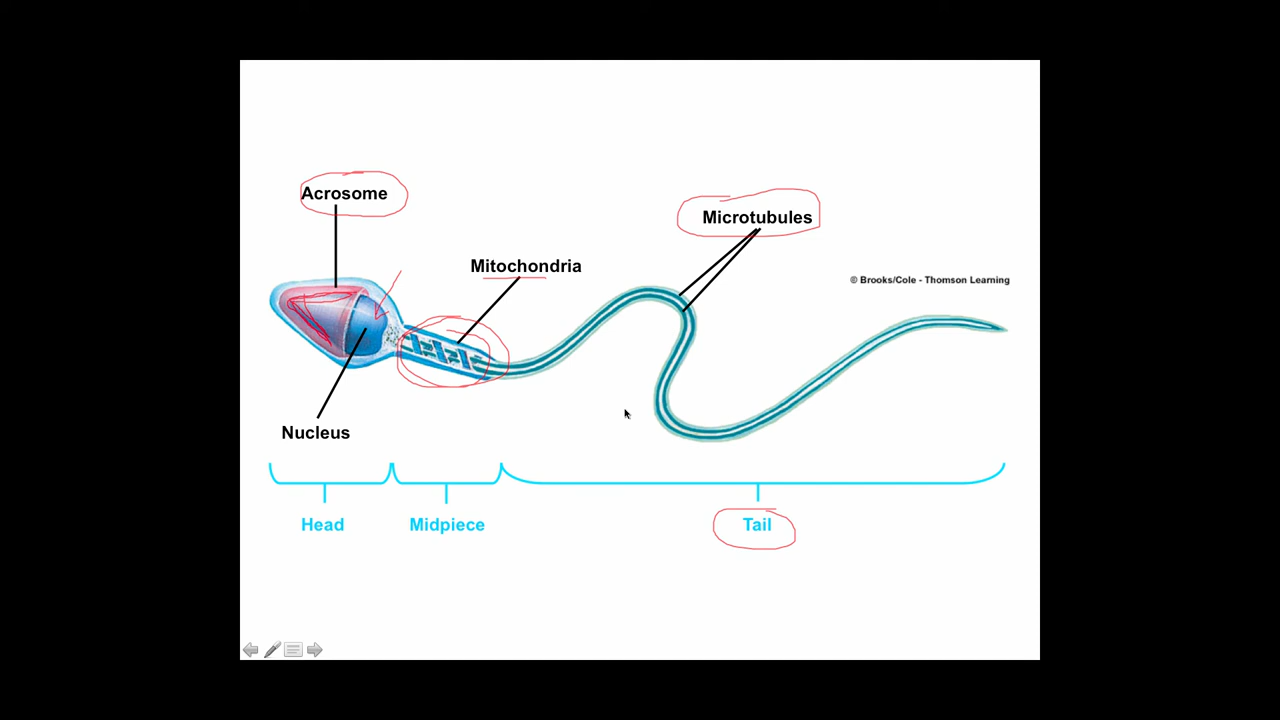 Acrosome
Microtubules
Mitochondria
© Brooks/Cole - Thomson Learning
Nucleus
Head
Midpiece
Tail